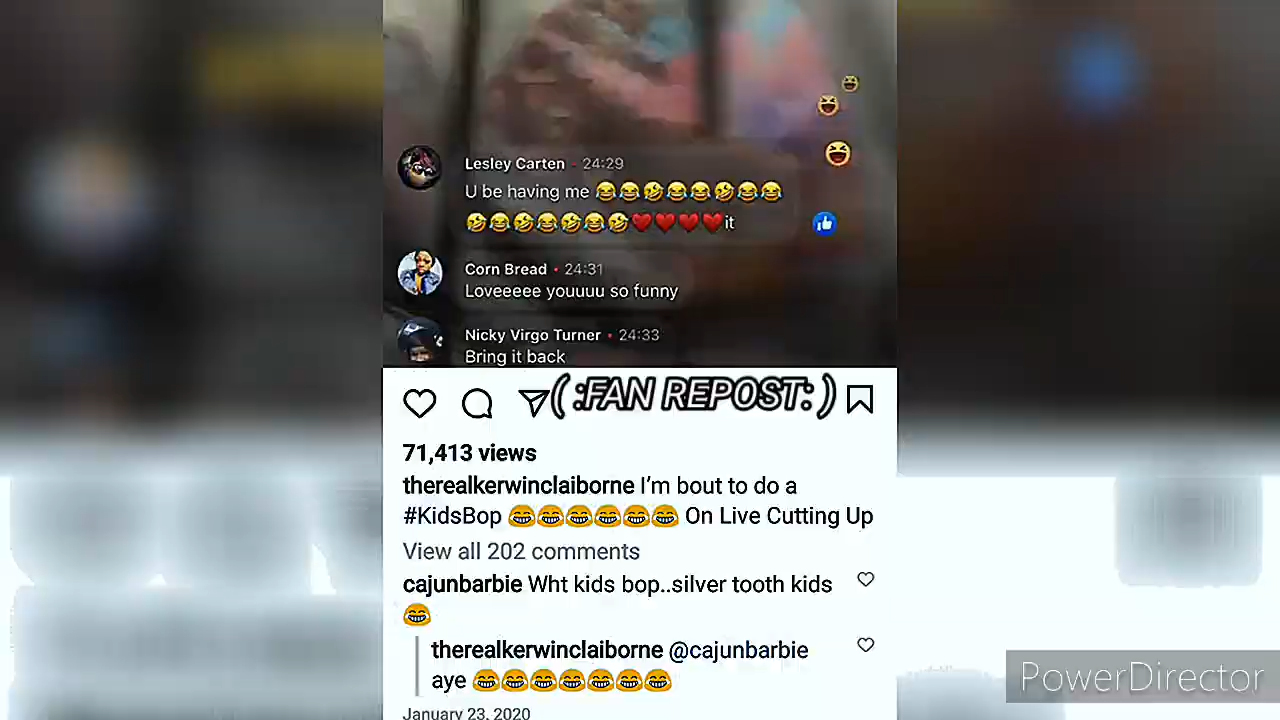 Lesley Carten • 24:29
U be having me 😂😂🤣😂😂🤣😂😂
🤣😂🤣😂🤣😂🤣❤️❤️❤️❤️it
Corn Bread • 24:31
Loveeeee youuuu so funny
Nicky Virgo Turner • 24:33
Bring it back
( :FAN REPOST: )
71,413 views
therealkerwinclaiborne I'm bout to do a
#KidsBop 😂😂😂😂😂😂 On Live Cutting Up
View all 202 comments
cajunbarbie Wht kids bop..silver tooth kids
😂
therealkerwinclaiborne @cajunbarbie
aye 😂😂😂😂😂😂😂
January 23, 2020
PowerDirector